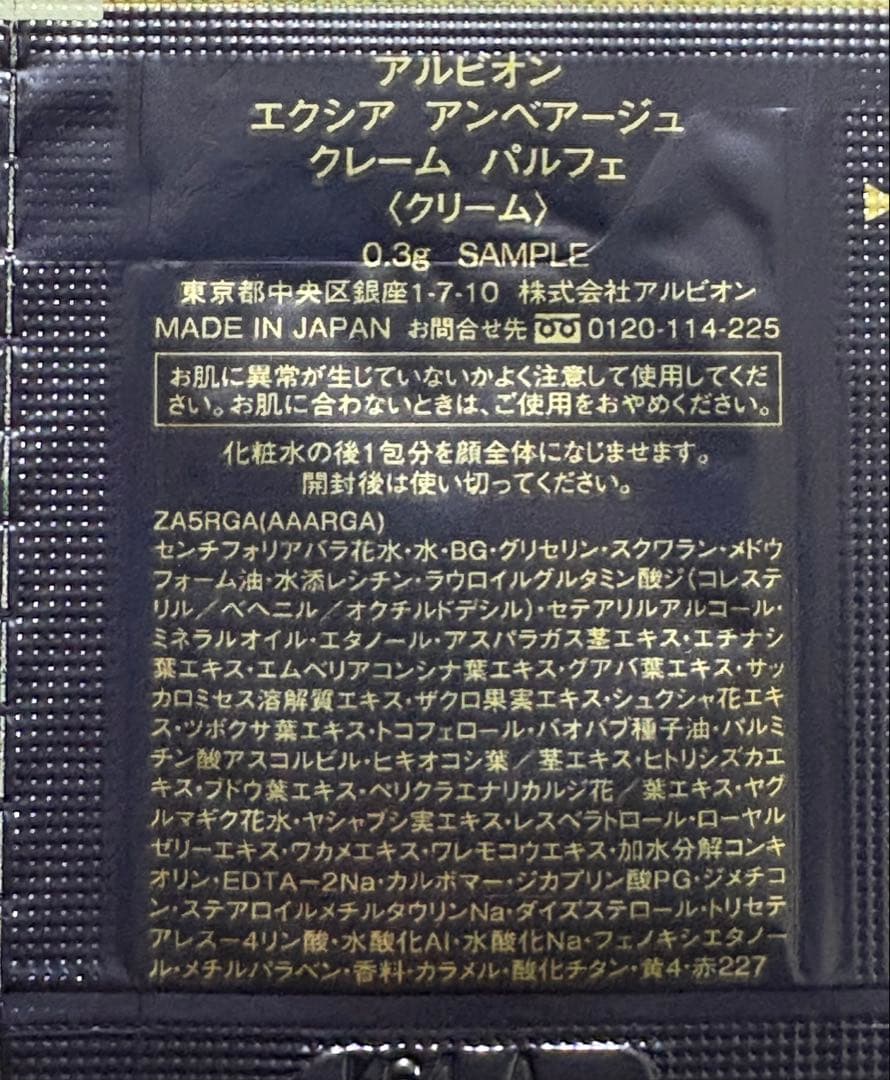 アルビオン
エクシア アンベアージュ
クレーム パルフェ
〈クリーム〉
0.3g SAMPLE
東京都中央区銀座1-7-10 株式会社アルビオン
MADE IN JAPAN お問合せ先 0120-114-225
お肌に異常が生じていないかよく注意して使用してくだ
さい。お肌に合わないときは、ご使用をおやめください。
化粧水の後1包分を顔全体になじませます。
開封後は使い切ってください。
ZA5RGA(AAARGA)
センチフォリアバラ花水・水・BG・グリセリン・スクワラン・メドウ
フォーム油・水添レシチン・ラウロイルグルタミン酸ジ(コレステ
リル/ベヘニル/オクチルドデシル)・セテアリルアルコール・
ミネラルオイル・エタノール・アスパラガス茎エキス・エチナシ
葉エキス・エムベリアコンシナ葉エキス・グアバ葉エキス・サッ
カロミセス溶解質エキス・ザクロ果実エキス・シュクシャ花エキ
ス・ツボクサ葉エキス・トコフェロール・バオバブ種子油・パルミ
チン酸アスコルビル・ヒキオコシ葉/茎エキス・ヒトリシズカエ
キス・ブドウ葉エキス・ペリクラエナリカルジ花/葉エキス・ヤグ
ルマギク花水・ヤシャブシ実エキス・レスベラトロール・ローヤル
ゼリーエキス・ワカメエキス・ワレモコウエキス・加水分解コンキ
オリン・EDTA-2Na・カルボマー・ジカプリン酸PG・ジメチコ
ン・ステアロイルメチルタウリンNa・ダイズステロール・トリセテ
アレス-4リン酸・水酸化Al・水酸化Na・フェノキシエタノー
ル・メチルパラベン・香料・カラメル・酸化チタン・黄4・赤227